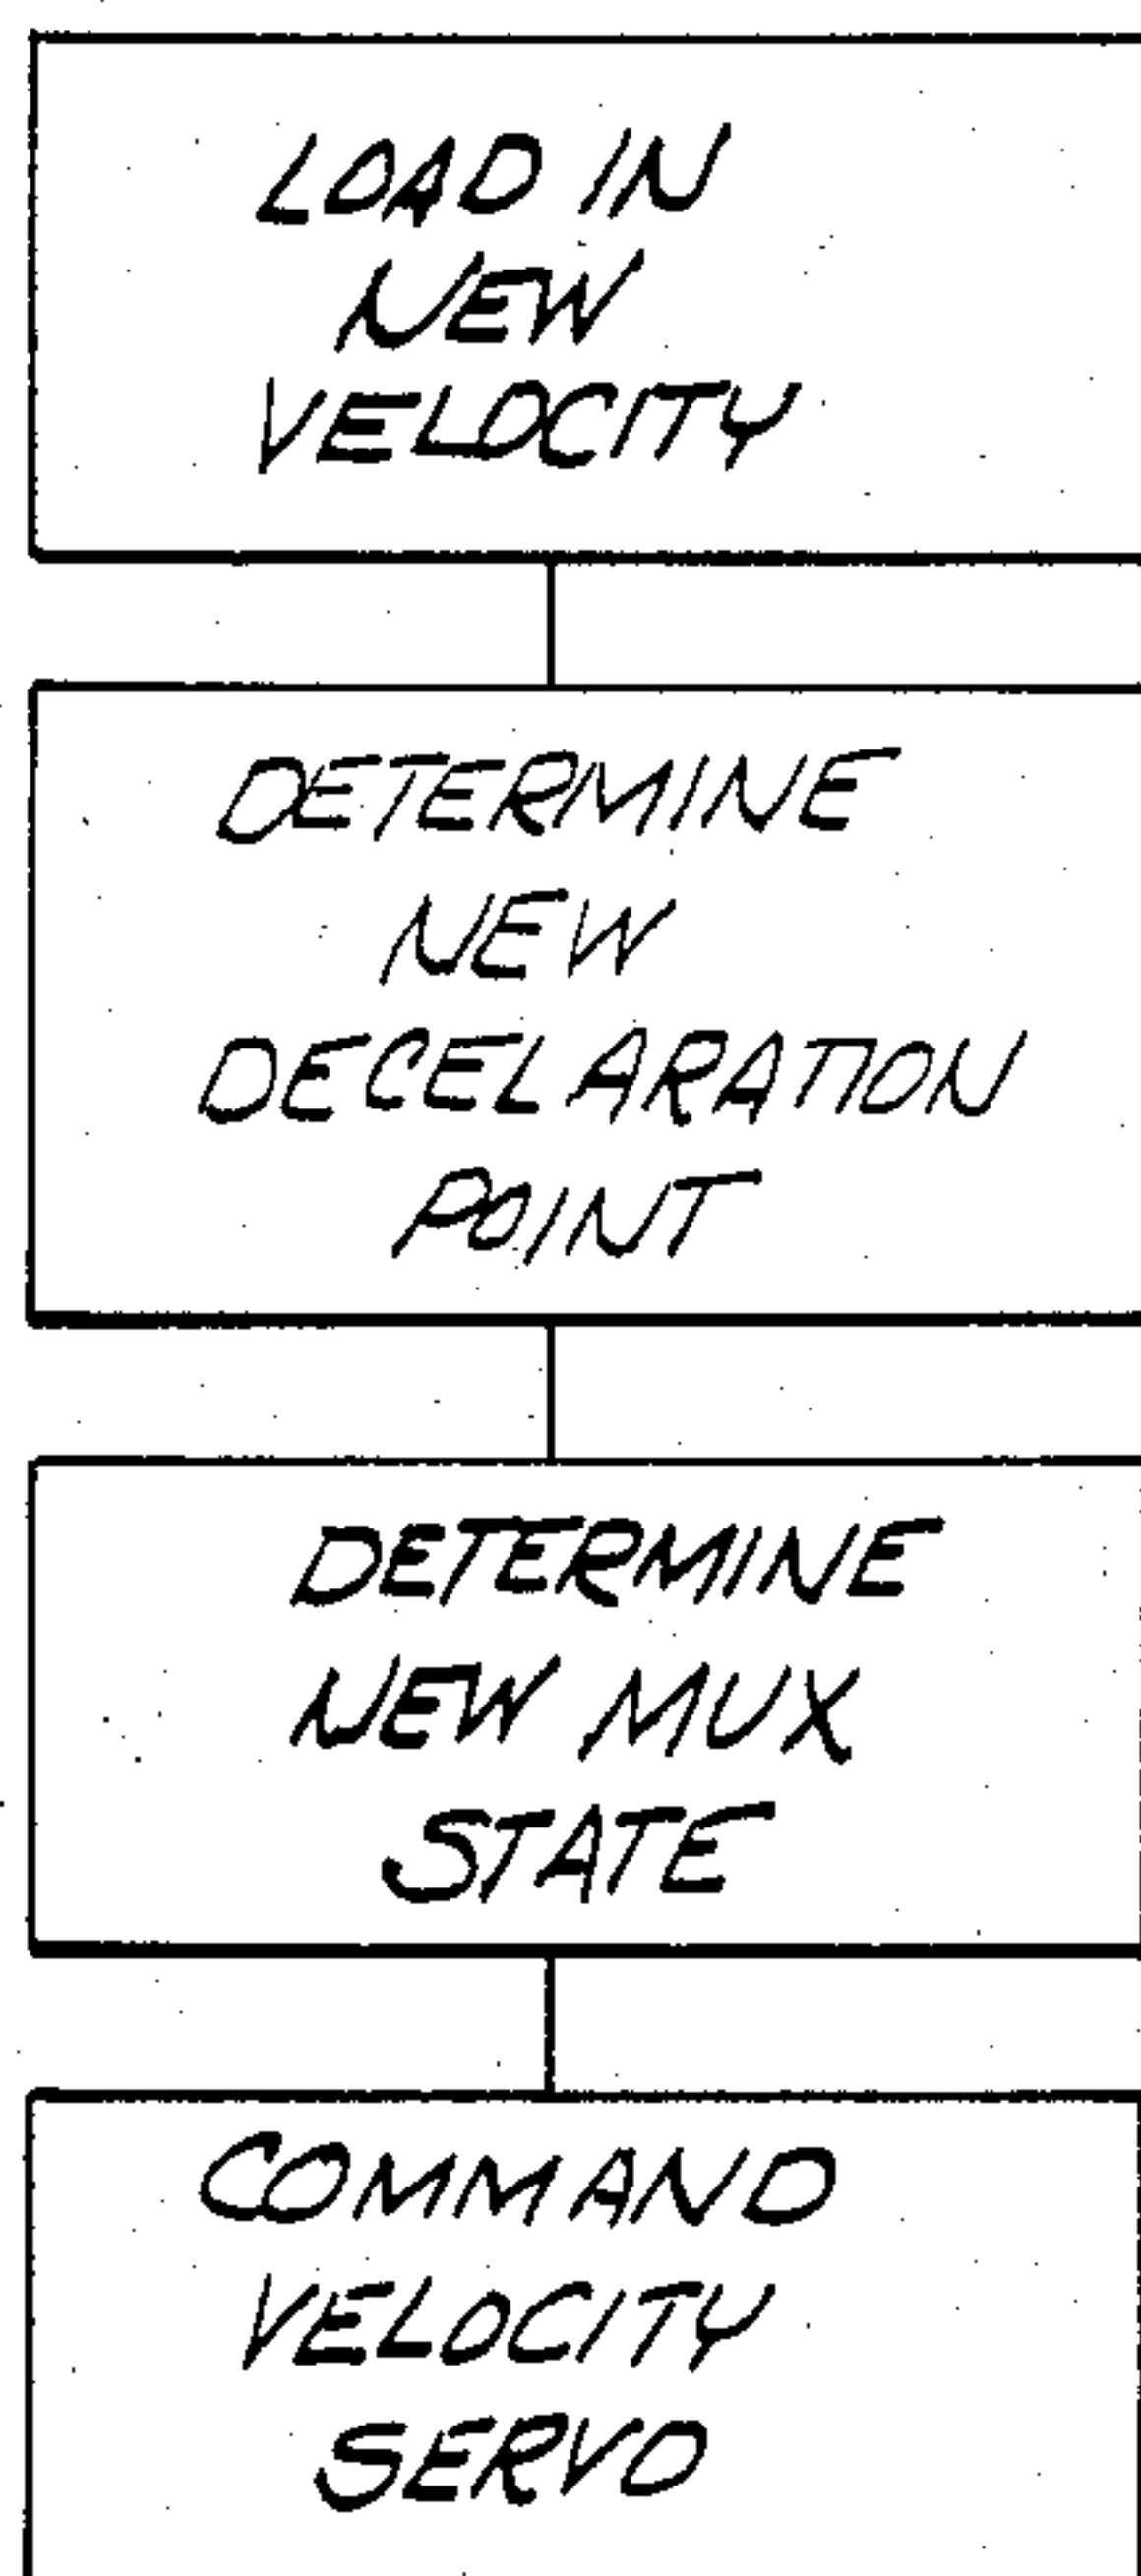 LOAD IN
NEW
VELOCITY
DETERMINE
NEW
DECELARATION
POINT
DETERMINE
NEW MUX
STATE
COMMAND
VELOCITY
SERVO